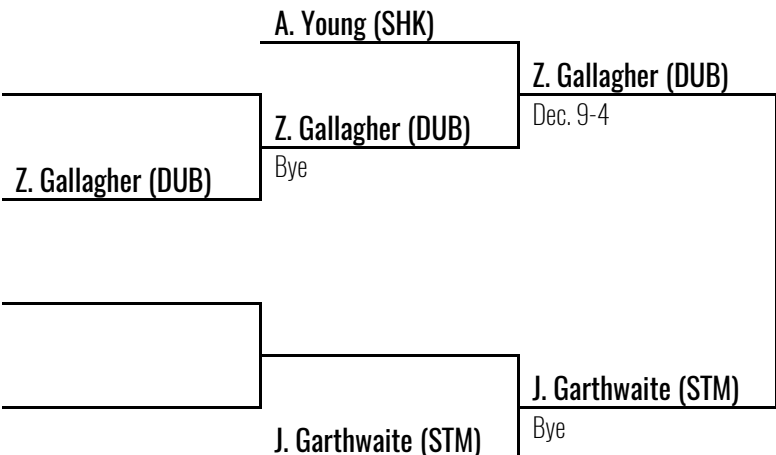 A. Young (SHK)
Z. Gallagher (DUB)
Dec. 9-4
Z. Gallagher (DUB)
Bye
Z. Gallagher (DUB)
J. Garthwaite (STM)
Bye
J. Garthwaite (STM)